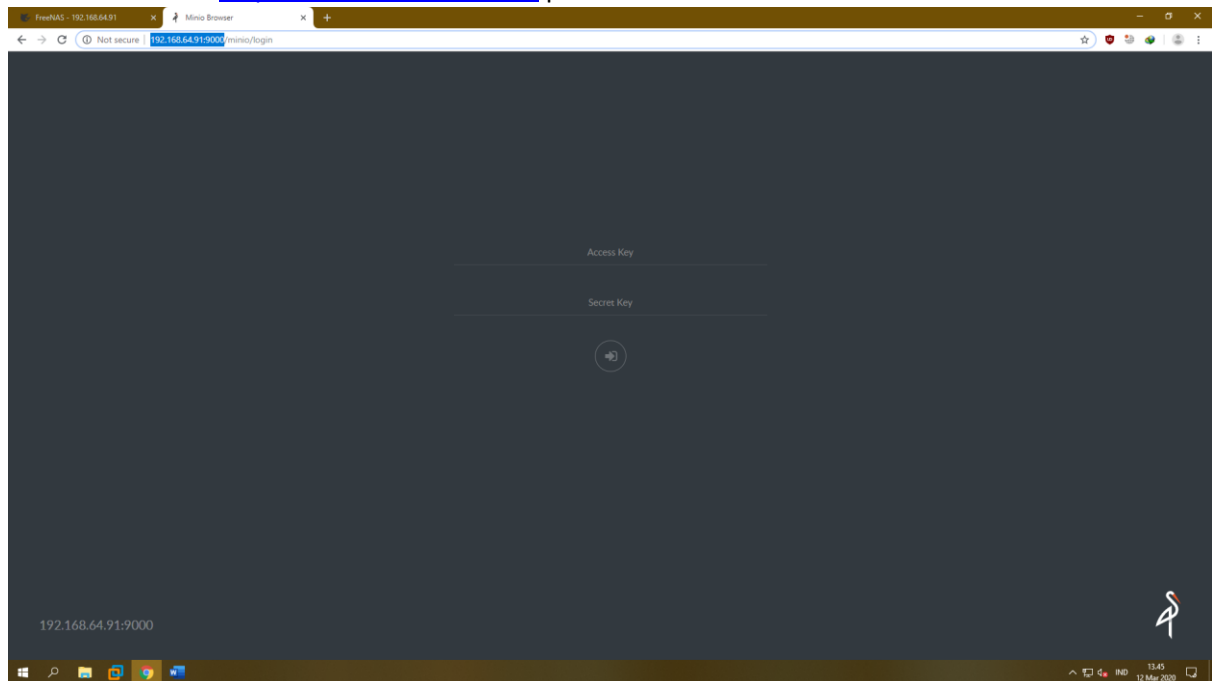 FreeNAS - 192.168.64.91
Minio Browser
Not secure | 192.168.64.91:9000/minio/login
Access Key
Secret Key
192.168.64.91:9000
IND
13.45
12 Mar 2020